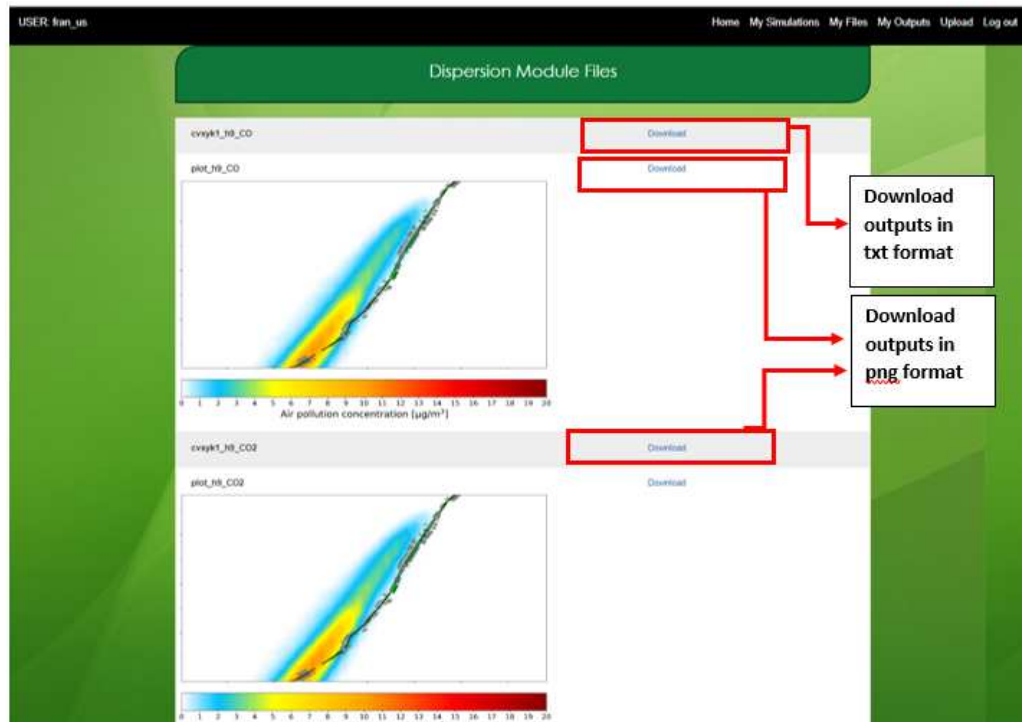 USER: fran_us
Home My Simulations My Files My Outputs Upload Log out
Dispersion Module Files
cvxyk1_h9_CO Download
plot_h9_CO Download
Download
outputs in
txt format
Download
outputs in
png format
0 1 2 3 4 5 6 7 8 9 10 11 12 13 14 15 16 17 18 19 20
Air pollution concentration [µg/m³]
cvxyk1_h9_CO2 Download
plot_h9_CO2 Download
0 1 2 3 4 5 6 7 8 9 10 11 12 13 14 15 16 17 18 19 20